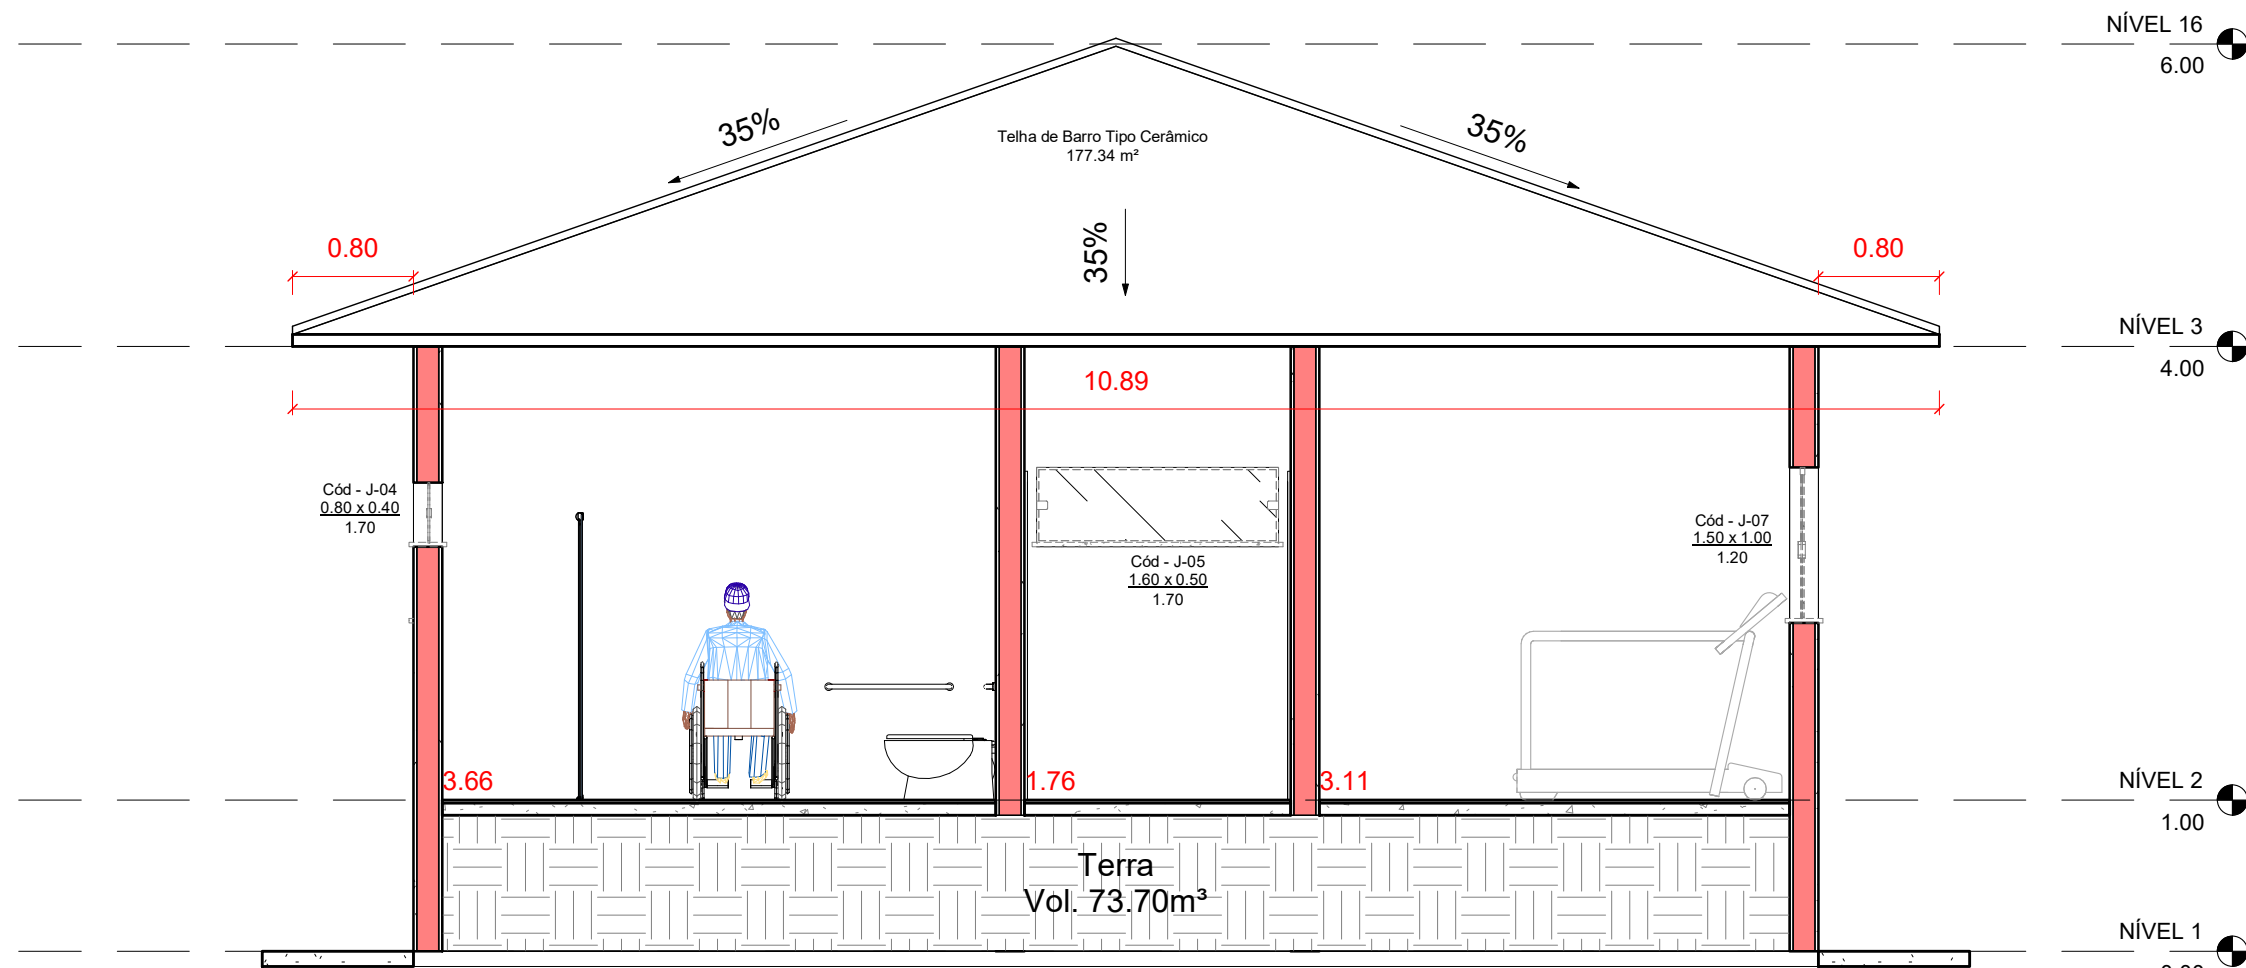 NÍVEL 16
6.00
35%
35%
Telha de Barro Tipo Cerâmico
177.34 m²
35%
0.80
0.80
NÍVEL 3
4.00
10.89
Cód - J-04
0.80 x 0.40
1.70
Cód - J-05
1.60 x 0.50
1.70
Cód - J-07
1.50 x 1.00
1.20
3.66
1.76
3.11
NÍVEL 2
1.00
Terra
Vol. 73.70m³
NÍVEL 1